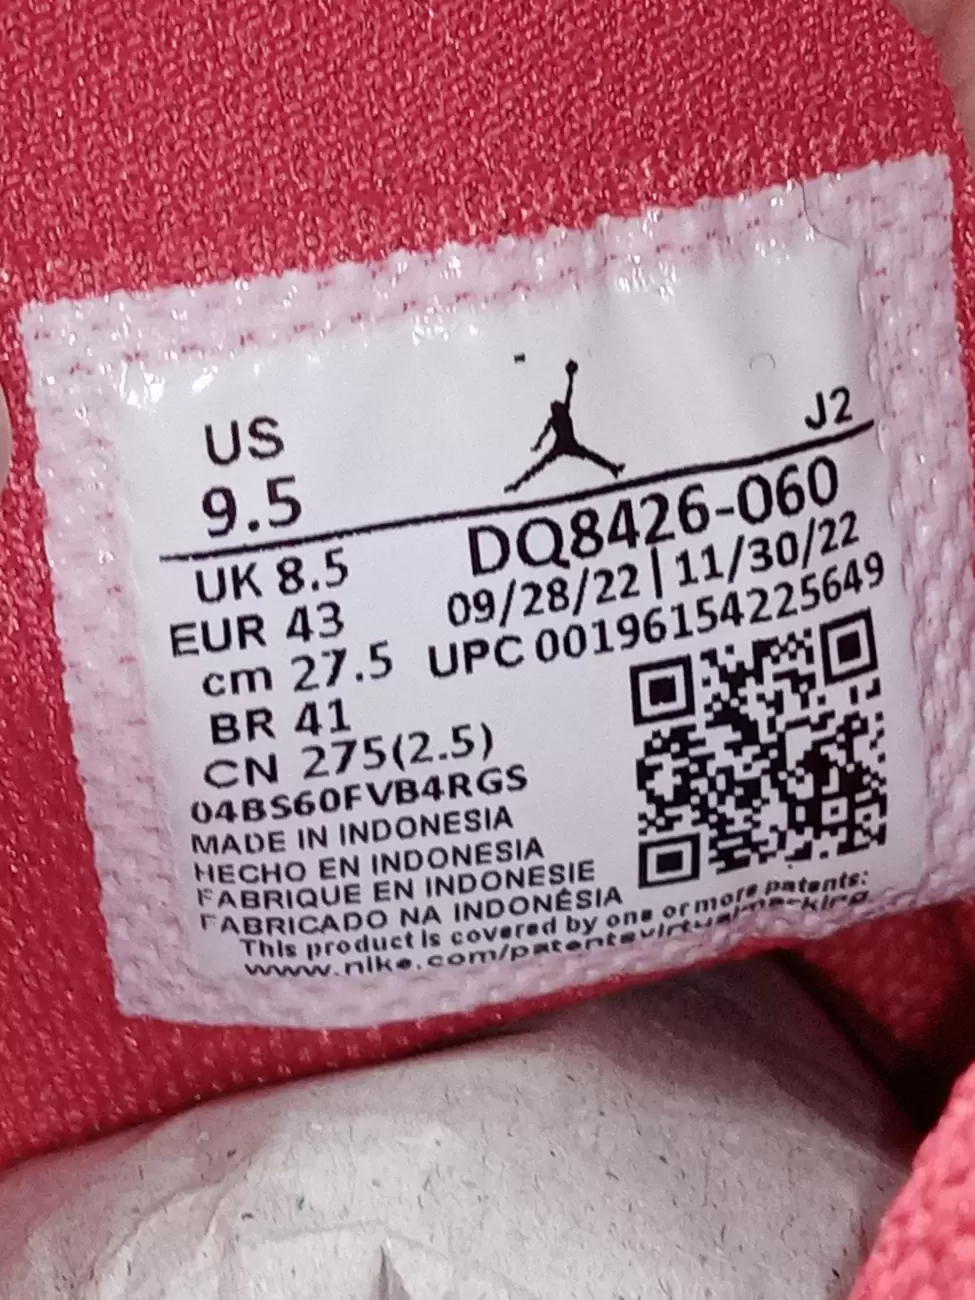 US
9.5
J2
UK 8.5
DQ8426-060
EUR 43
09/28/22 | 11/30/22
cm 27.5
UPC 00196154225649
BR 41
CN 275(2.5)
04BS60FVB4RGS
MADE IN INDONESIA
HECHO EN INDONESIA
FABRIQUE EN INDONESIE
FABRICADO NA INDONÉSIA
This product is covered by one or more patents:
www.nike.com/patentsvirtualmarking